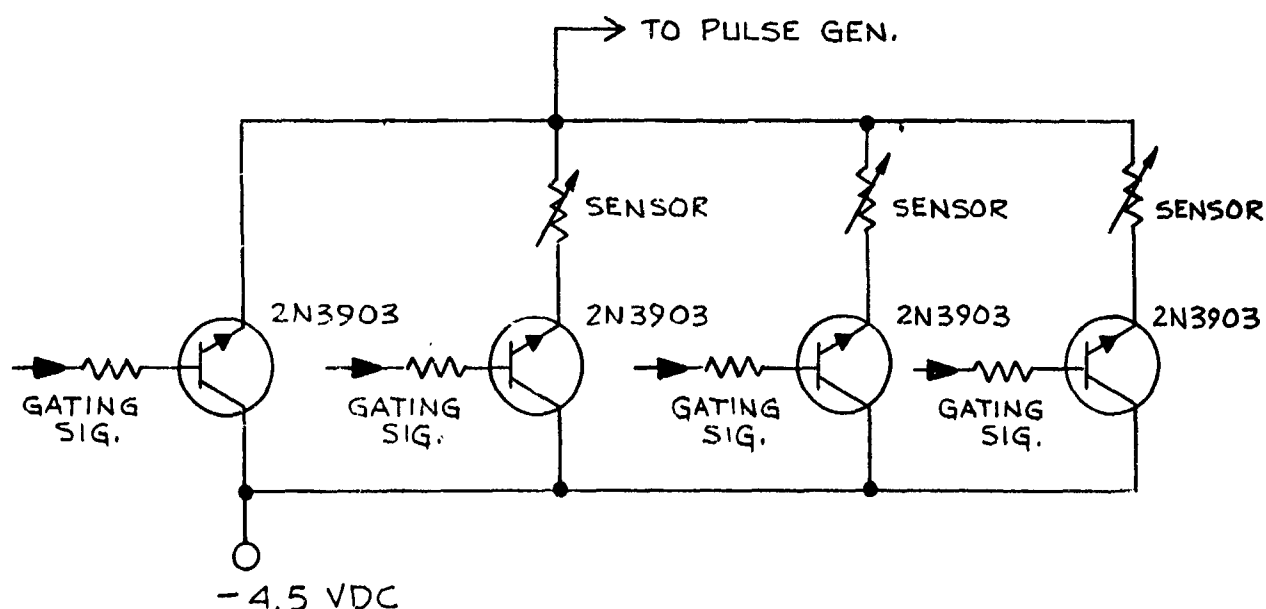 TO PULSE GEN.
SENSOR
SENSOR
SENSOR
2N3903
2N3903
2N3903
2N3903
GATING
SIG.
GATING
SIG.
GATING
SIG.
GATING
SIG.
-4.5 VDC